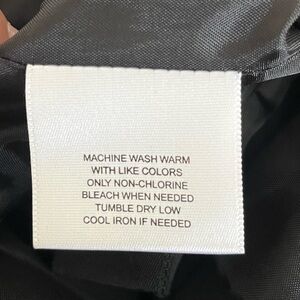 MACHINE WASH WARM
WITH LIKE COLORS
ONLY NON-CHLORINE
BLEACH WHEN NEEDED
TUMBLE DRY LOW
COOL IRON IF NEEDED